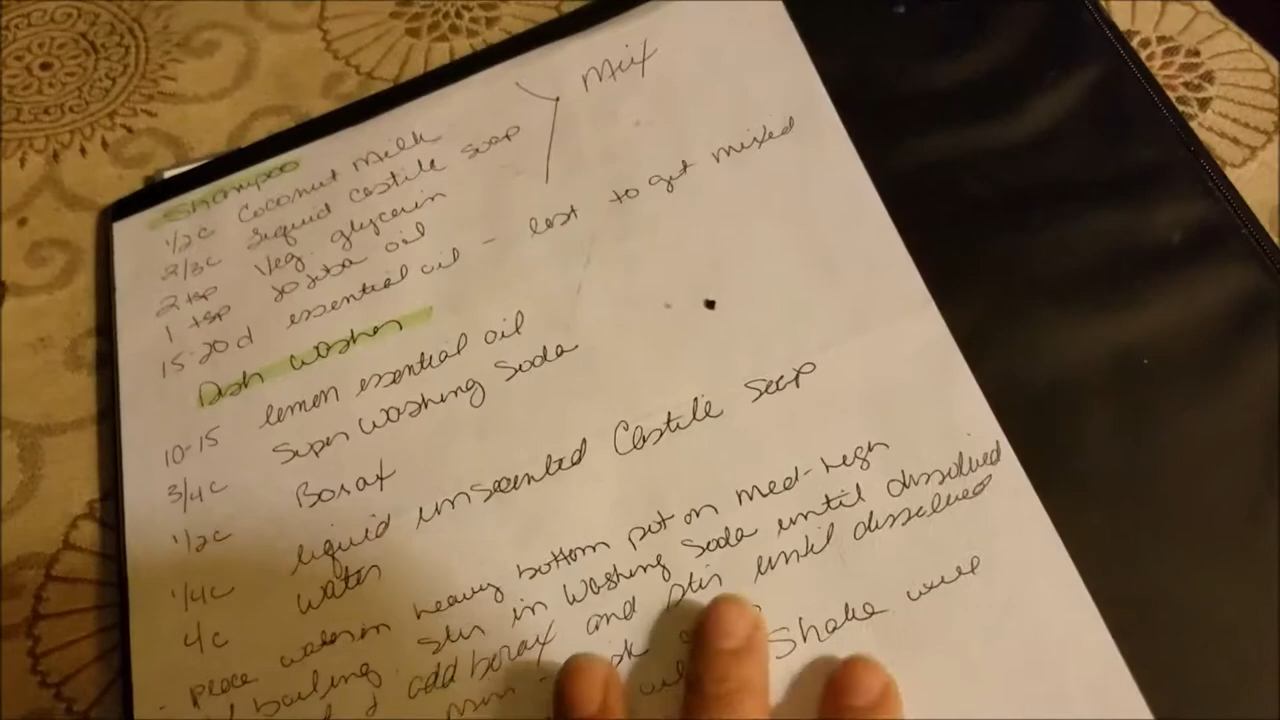 Shampoo
1/2c Coconut Milk
2/3c liquid castile soap
Mix
2 tsp Veg. glycerin
1 tsp Jojoba oil
15-20 d essential oil - last to get mixed
Dish washer
10-15 lemon essential oil
3/4c Super Washing Soda
1/2c Borax
1/4c liquid unscented Castile Soap
4c water
- place water in heavy bottom pot on med-high
boiling. Stir in Washing Soda until dissolved
add borax and stir until dissolved
Shake well